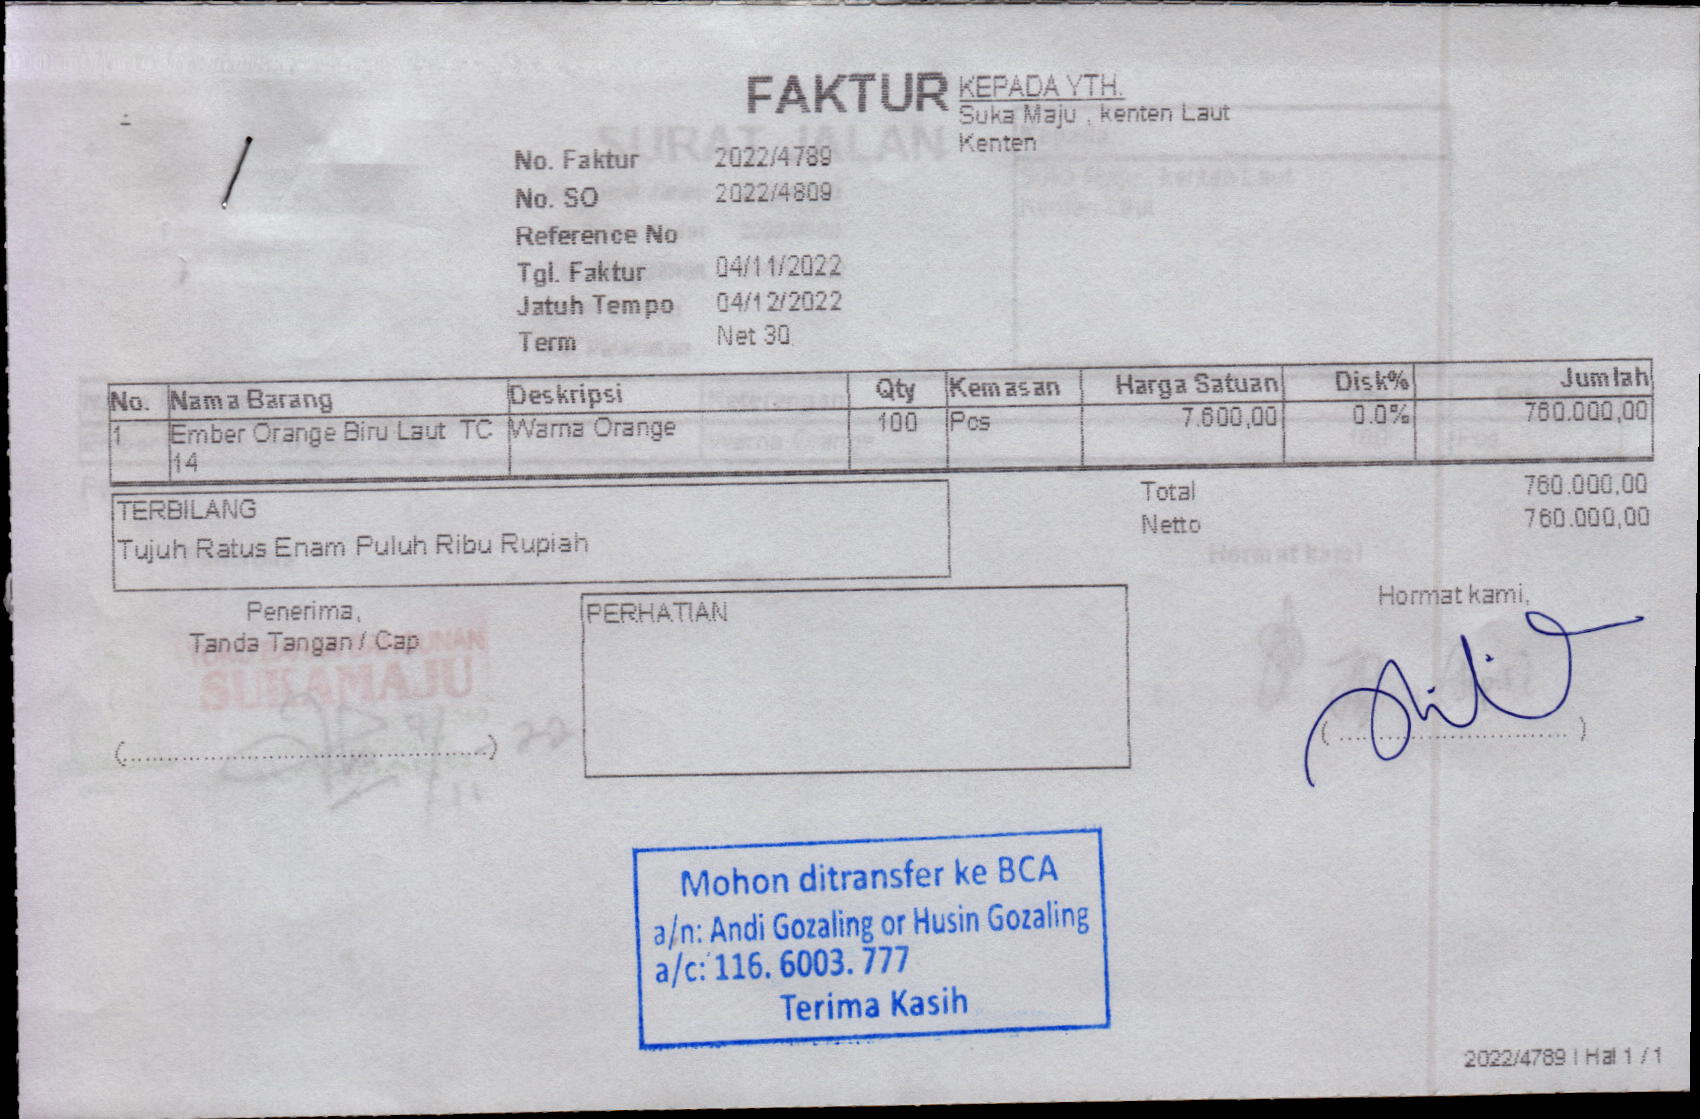 FAKTUR
KEPADA YTH.
Suka Maju , kenten Laut
Kenten
No. Faktur 2022/4789
No. SO 2022/4809
Reference No
Tgl. Faktur 04/11/2022
Jatuh Tempo 04/12/2022
Term Net 30
No. Nama Barang Deskripsi Qty Kemasan Harga Satuan Disk% Jumlah
1 Ember Orange Biru Laut TC Warna Orange 100 Pcs 7.600,00 0.0% 760.000,00
14
Total 760.000,00
Netto 760.000,00
TERBILANG
Tujuh Ratus Enam Puluh Ribu Rupiah
Penerima,
Tanda Tangan / Cap
(..............................................)
PERHATIAN
Hormat kami,
(..............................)
SURAT JALAN
SUKAMAJU
Mohon ditransfer ke BCA
a/n: Andi Gozaling or Husin Gozaling
a/c: 116. 6003. 777
Terima Kasih
2022/4789 | Hal 1 / 1